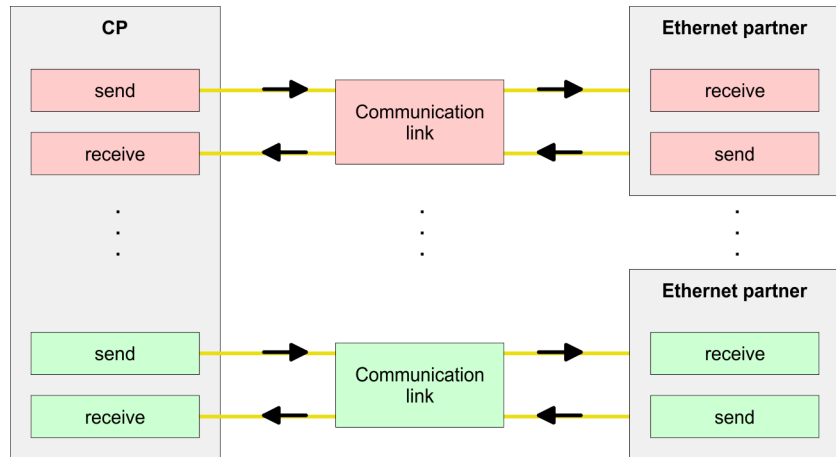 CP
Ethernet partner
send
Communication
link
receive
receive
send
Ethernet partner
send
Communication
link
receive
receive
send